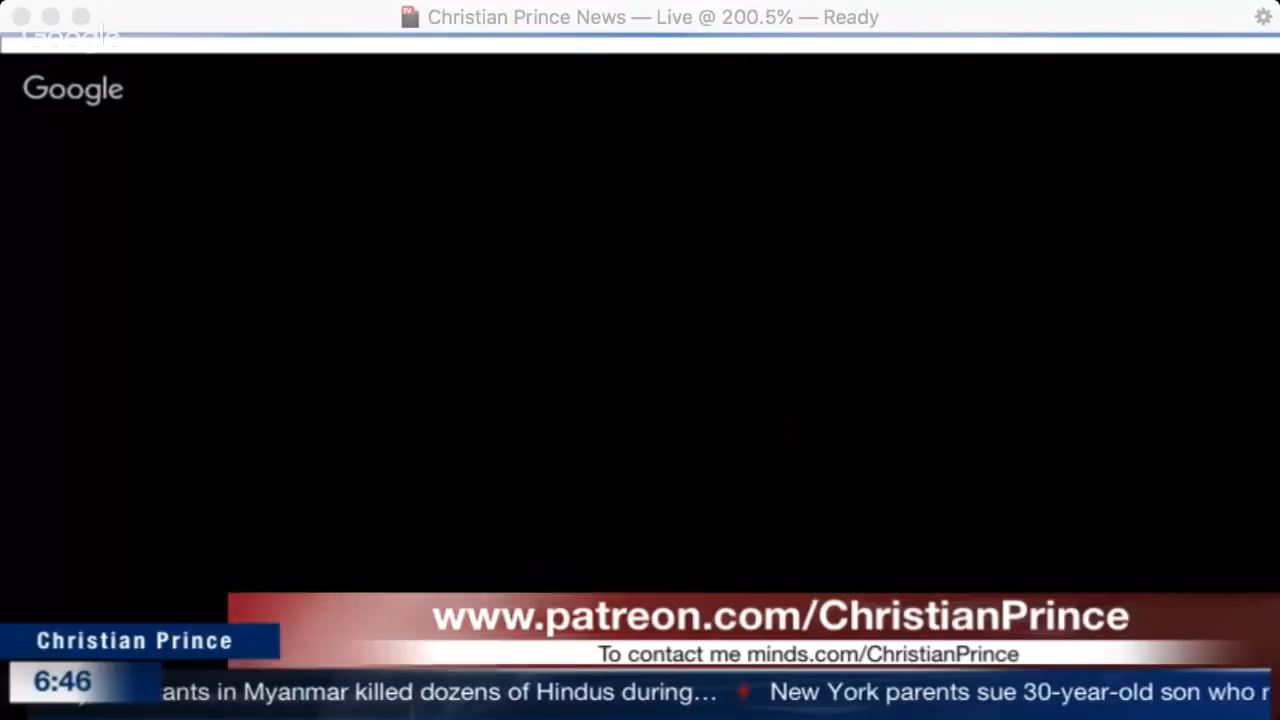 Christian Prince News — Live @ 200.5% — Ready
Google
Google
www.patreon.com/ChristianPrince
Christian Prince
To contact me minds.com/ChristianPrince
6:46
ants in Myanmar killed dozens of Hindus during... New York parents sue 30-year-old son who r